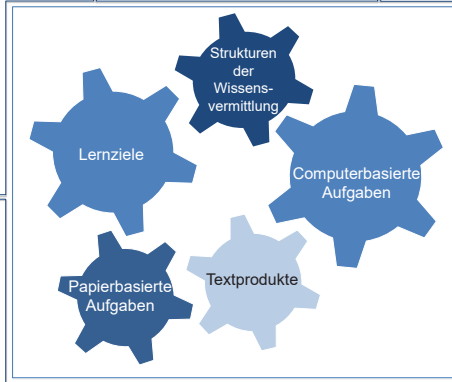 Strukturen
der
Wissens-
vermittlung
Lernziele
Computerbasierte
Aufgaben
Papierbasierte
Aufgaben
Textprodukte